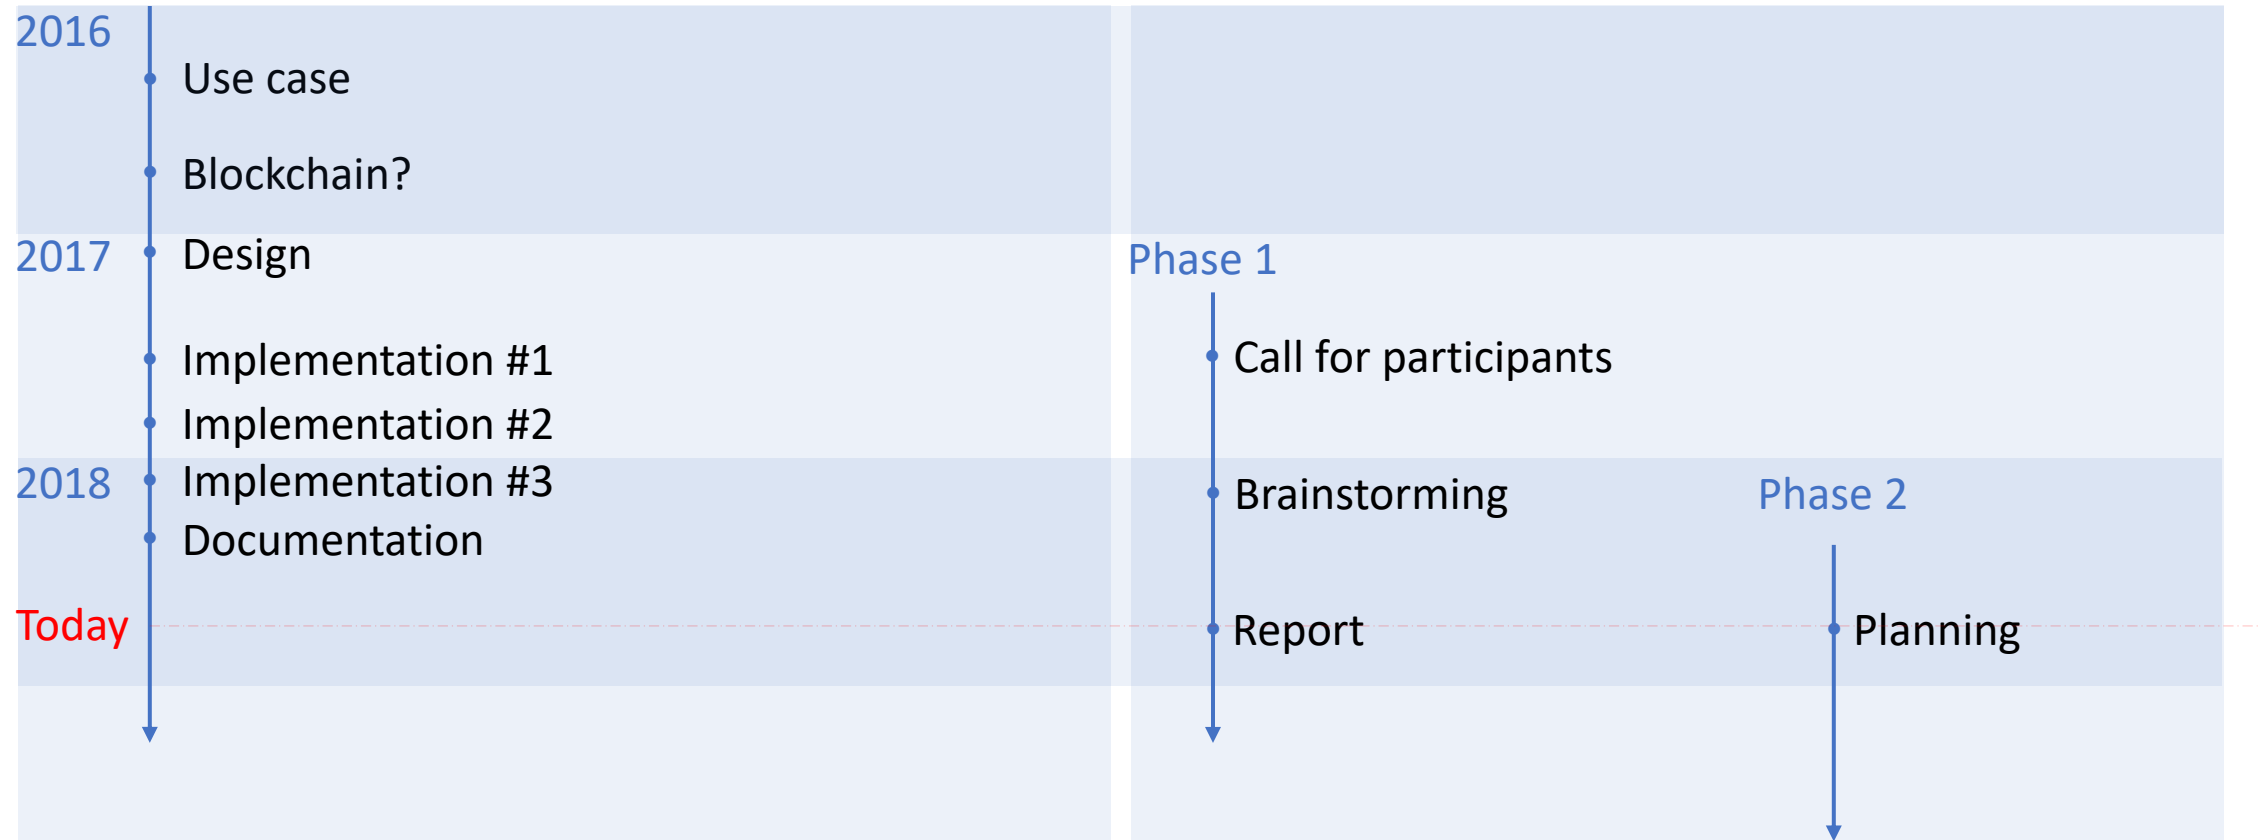 2016
Use case
Blockchain?
2017
Design
Implementation #1
Implementation #2
2018
Implementation #3
Documentation
Today
Phase 1
Call for participants
Brainstorming
Report
Phase 2
Planning